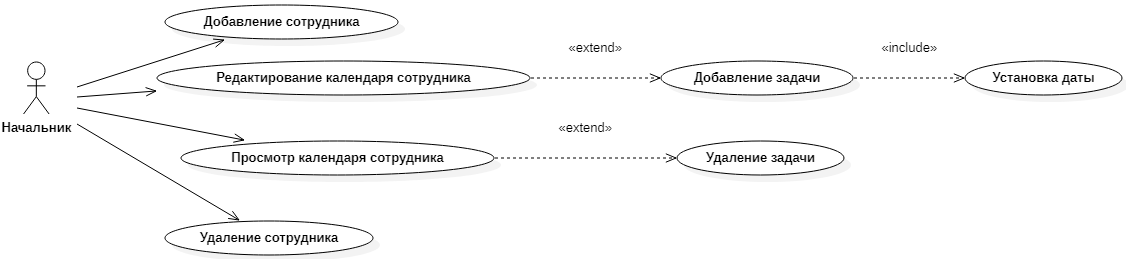 Добавление сотрудника
«extend»
«include»
Редактирование календаря сотрудника
Добавление задачи
Установка даты
Начальник
«extend»
Просмотр календаря сотрудника
Удаление задачи
Удаление сотрудника